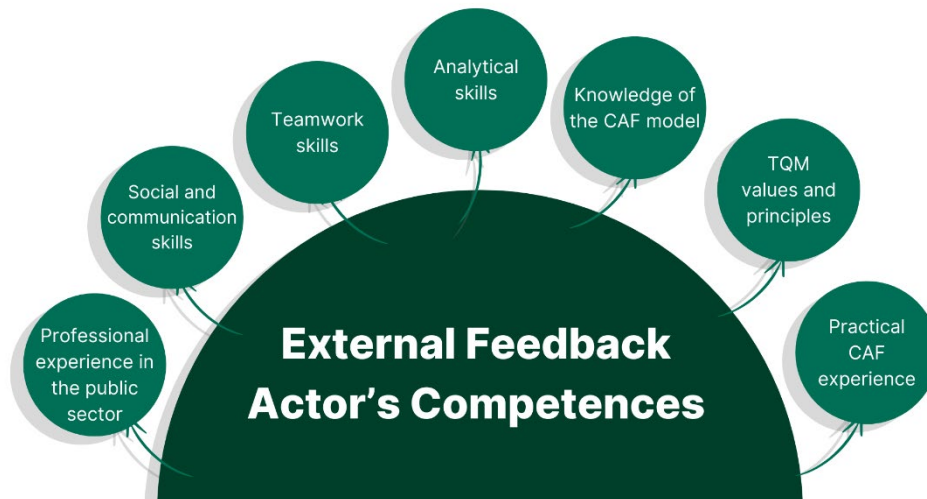 Analytical
skills
Knowledge of
the CAF model
Teamwork
skills
TQM
values and
principles
Social and
communication
skills
Practical
CAF
experience
Professional
experience in
the public
sector
External Feedback
Actor’s Competences